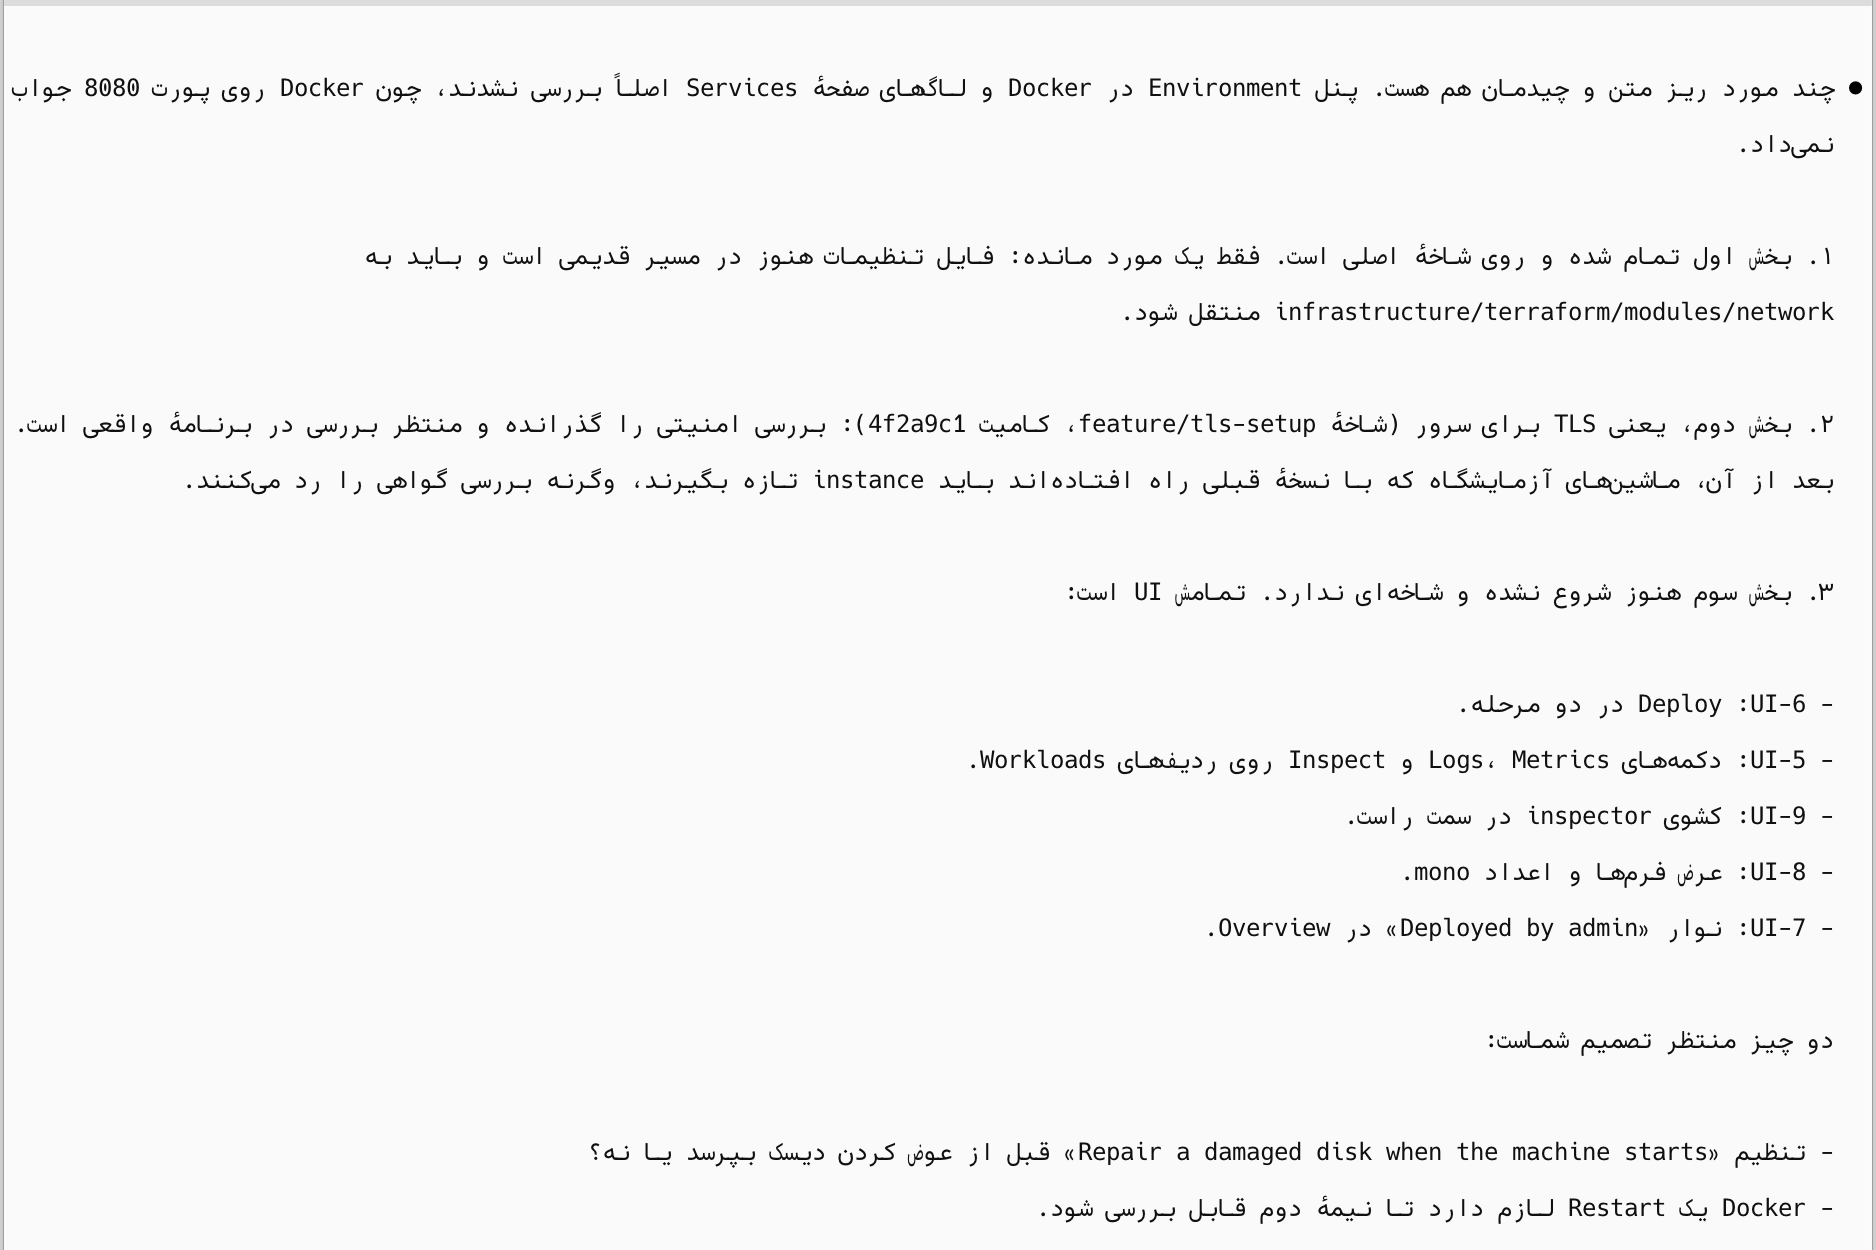 ● چند مورد ریز متن و چیدمان هم هست. پنل Environment در Docker و لاگ‌های صفحهٔ Services اصلاً بررسی نشدند، چون Docker روی پورت 8080 جواب
نمی‌داد.
۱. بخش اول تمام شده و روی شاخهٔ اصلی است. فقط یک مورد مانده: فایل تنظیمات هنوز در مسیر قدیمی است و باید به
infrastructure/terraform/modules/network منتقل شود.
۲. بخش دوم، یعنی TLS برای سرور (شاخهٔ feature/tls-setup، کامیت 4f2a9c1): بررسی امنیتی را گذرانده و منتظر بررسی در برنامهٔ واقعی است.
بعد از آن، ماشین‌های آزمایشگاه که با نسخهٔ قبلی راه افتاده‌اند باید instance تازه بگیرند، وگرنه بررسی گواهی را رد می‌کنند.
۳. بخش سوم هنوز شروع نشده و شاخه‌ای ندارد. تمامش UI است:
- UI-6: Deploy در دو مرحله.
- UI-5: دکمه‌های Logs، Metrics و Inspect روی ردیف‌های Workloads.
- UI-9: کشوی inspector در سمت راست.
- UI-8: عرض فرم‌ها و اعداد mono.
- UI-7: نوار «Deployed by admin» در Overview.
دو چیز منتظر تصمیم شماست:
- تنظیم «Repair a damaged disk when the machine starts» قبل از عوض کردن دیسک بپرسد یا نه؟
- Docker یک Restart لازم دارد تا نیمهٔ دوم قابل بررسی شود.